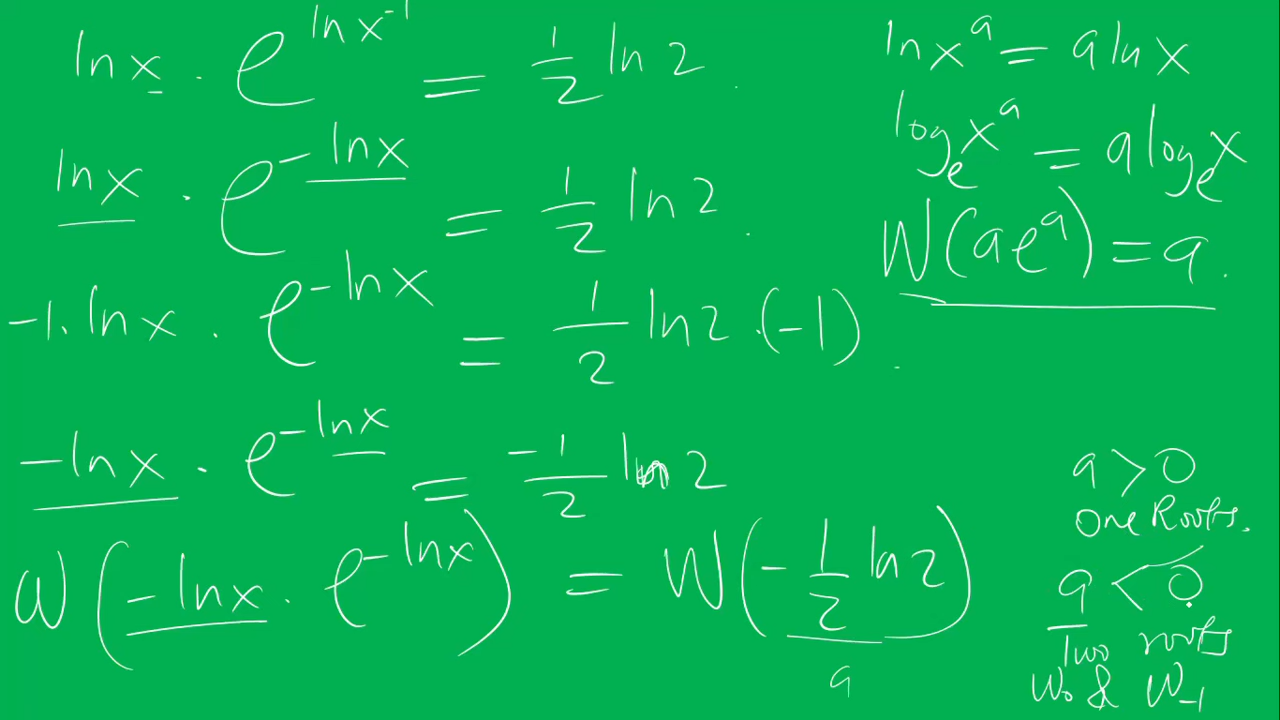 ln x · e^{ln x^{-1}} = 1/2 ln 2
ln x · e^{-ln x} = 1/2 ln 2
-1. ln x · e^{-ln x} = 1/2 ln 2 ·(-1)
-ln x · e^{-ln x} = -1/2 ln 2
W(-ln x · e^{-ln x}) = W(-1/2 ln 2)
a
ln x^a = a ln x
log_e x^a = a log_e x
W(ae^a) = a.
a > 0
One Roots.
a < 0
Two roots
W_0 & W_{-1}